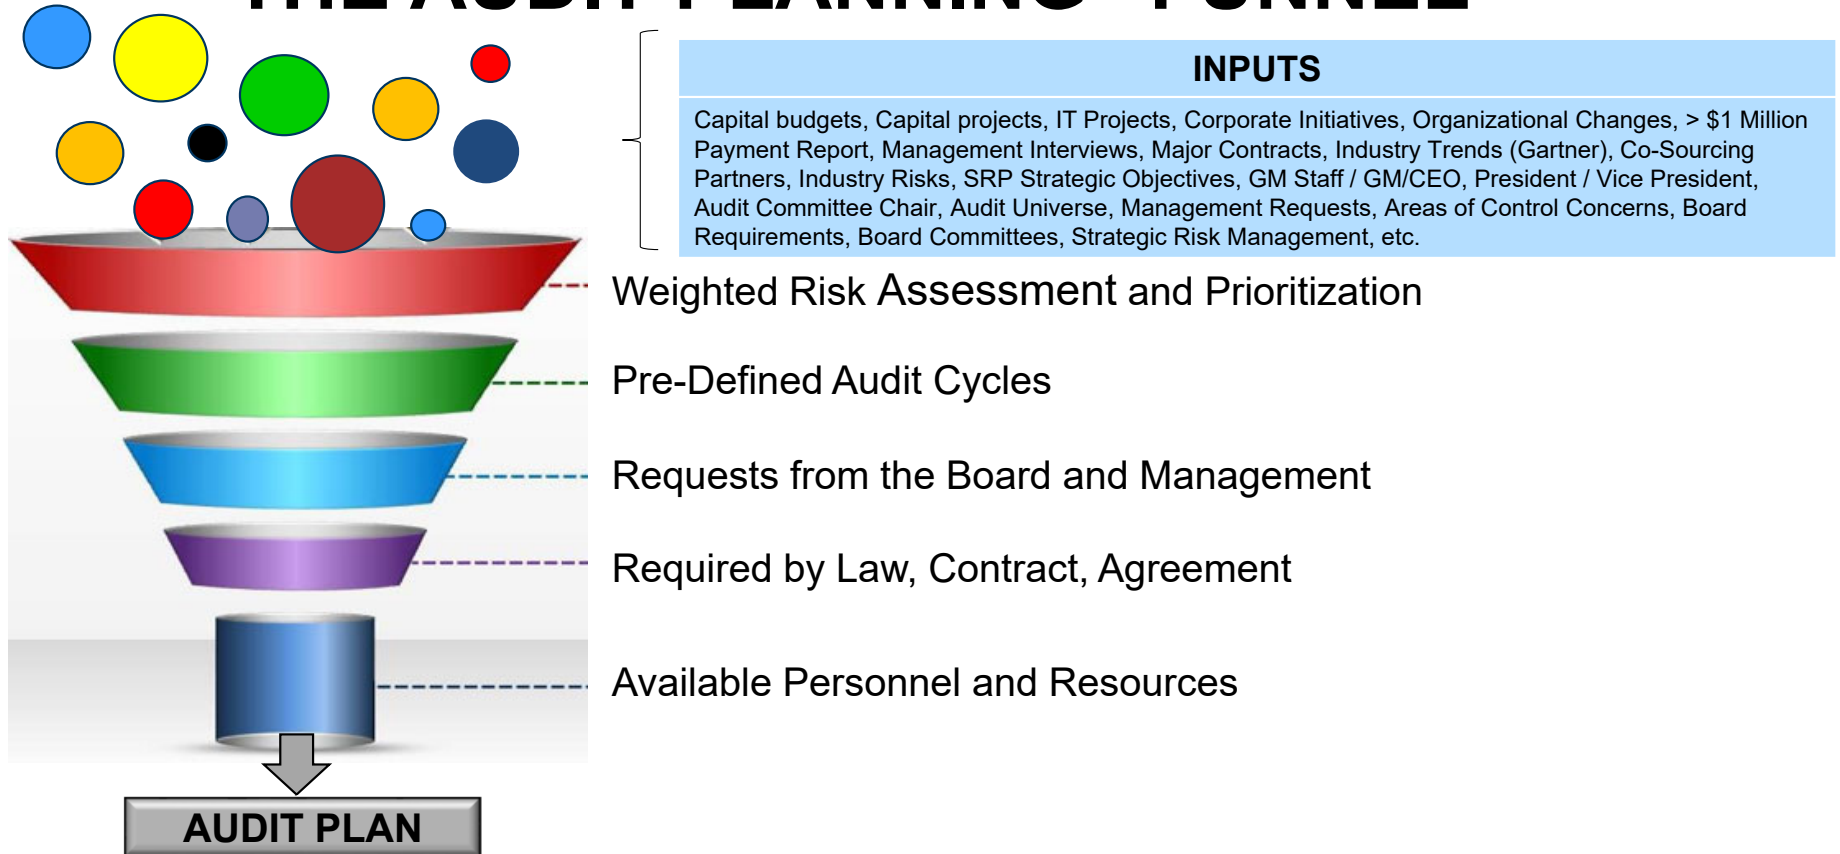 THE AUDIT PLANNING "FUNNEL"
INPUTS
Capital budgets, Capital projects, IT Projects, Corporate Initiatives, Organizational Changes, > $1 Million
Payment Report, Management Interviews, Major Contracts, Industry Trends (Gartner), Co-Sourcing
Partners, Industry Risks, SRP Strategic Objectives, GM Staff / GM/CEO, President / Vice President,
Audit Committee Chair, Audit Universe, Management Requests, Areas of Control Concerns, Board
Requirements, Board Committees, Strategic Risk Management, etc.
Weighted Risk Assessment and Prioritization
Pre-Defined Audit Cycles
Requests from the Board and Management
Required by Law, Contract, Agreement
Available Personnel and Resources
AUDIT PLAN